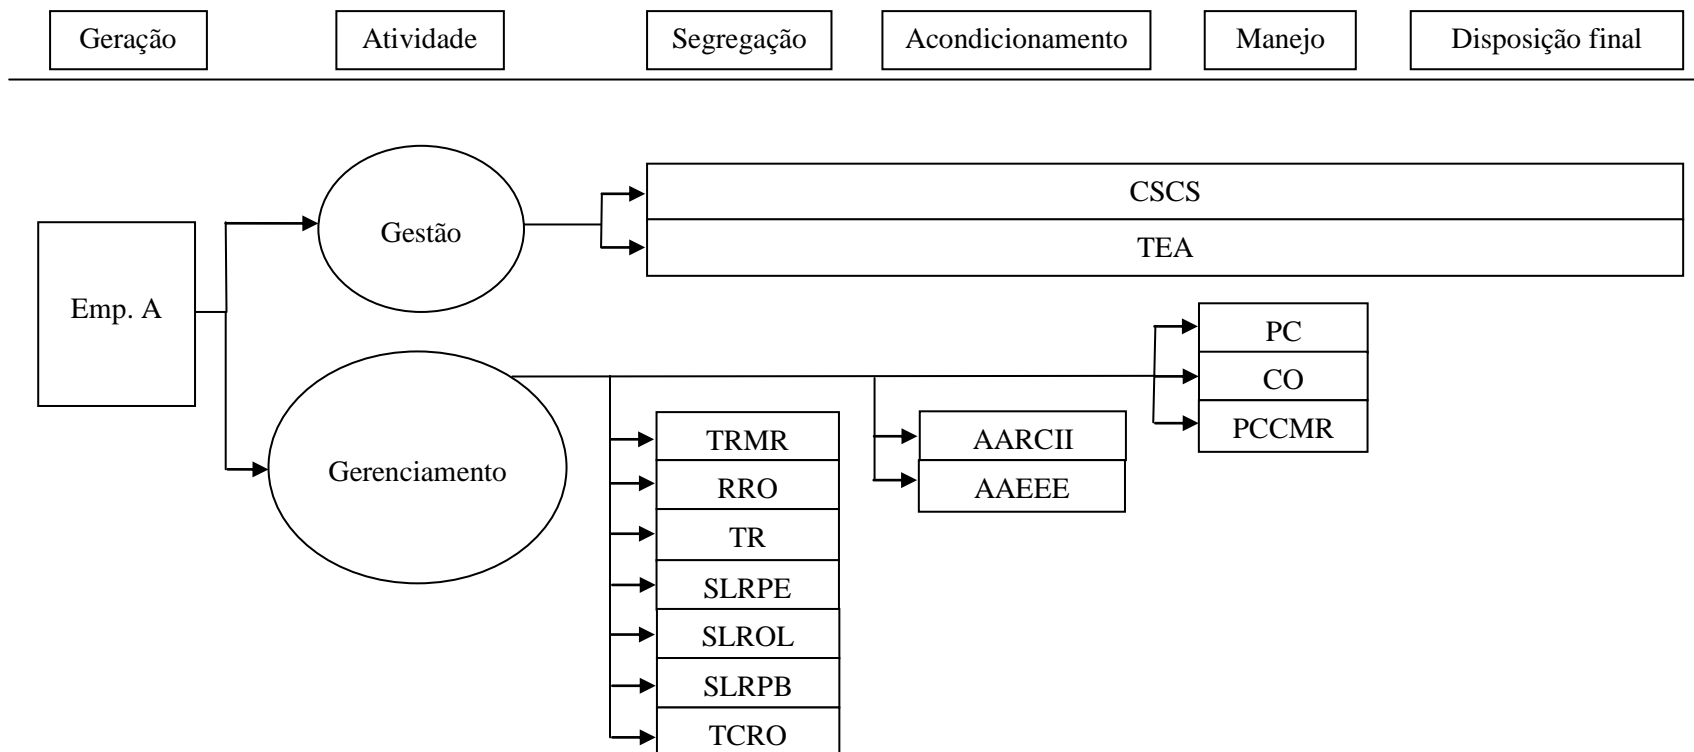 Geração
Atividade
Segregação
Acondicionamento
Manejo
Disposição final
CSCS
Gestão
TEA
Emp. A
PC
CO
PCCMR
Gerenciamento
TRMR
RRO
TR
SLRPE
SLROL
SLRPB
TCRO
AARCII
AAEEE